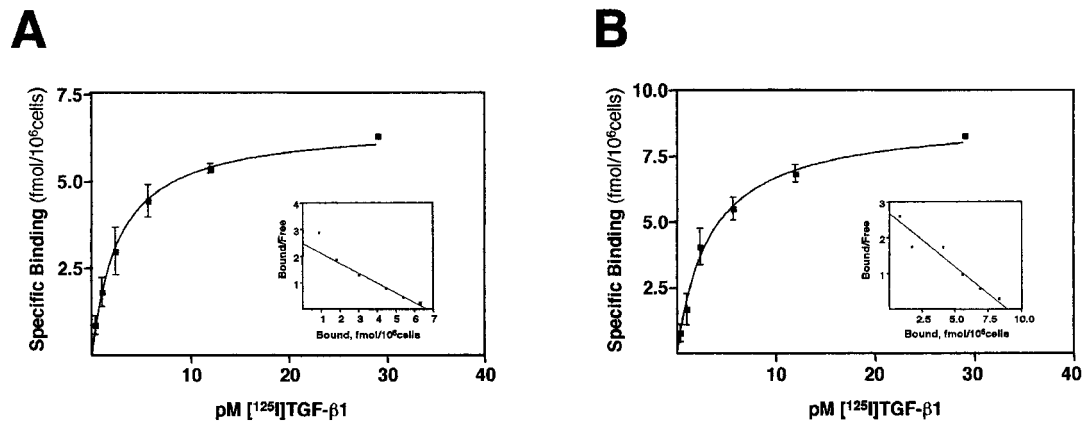 A
Specific Binding (fmol/10⁶cells)
7.5
5.0
2.5
10
20
30
40
pM [¹²⁵I]TGF-β1
Bound/Free
4
3
2
1
1 2 3 4 5 6 7
Bound, fmol/10⁶cells
B
Specific Binding (fmol/10⁶cells)
10.0
7.5
5.0
2.5
10
20
30
40
pM [¹²⁵I]TGF-β1
Bound/Free
3
2
1
2.5 5.0 7.5 10.0
Bound, fmol/10⁶cells